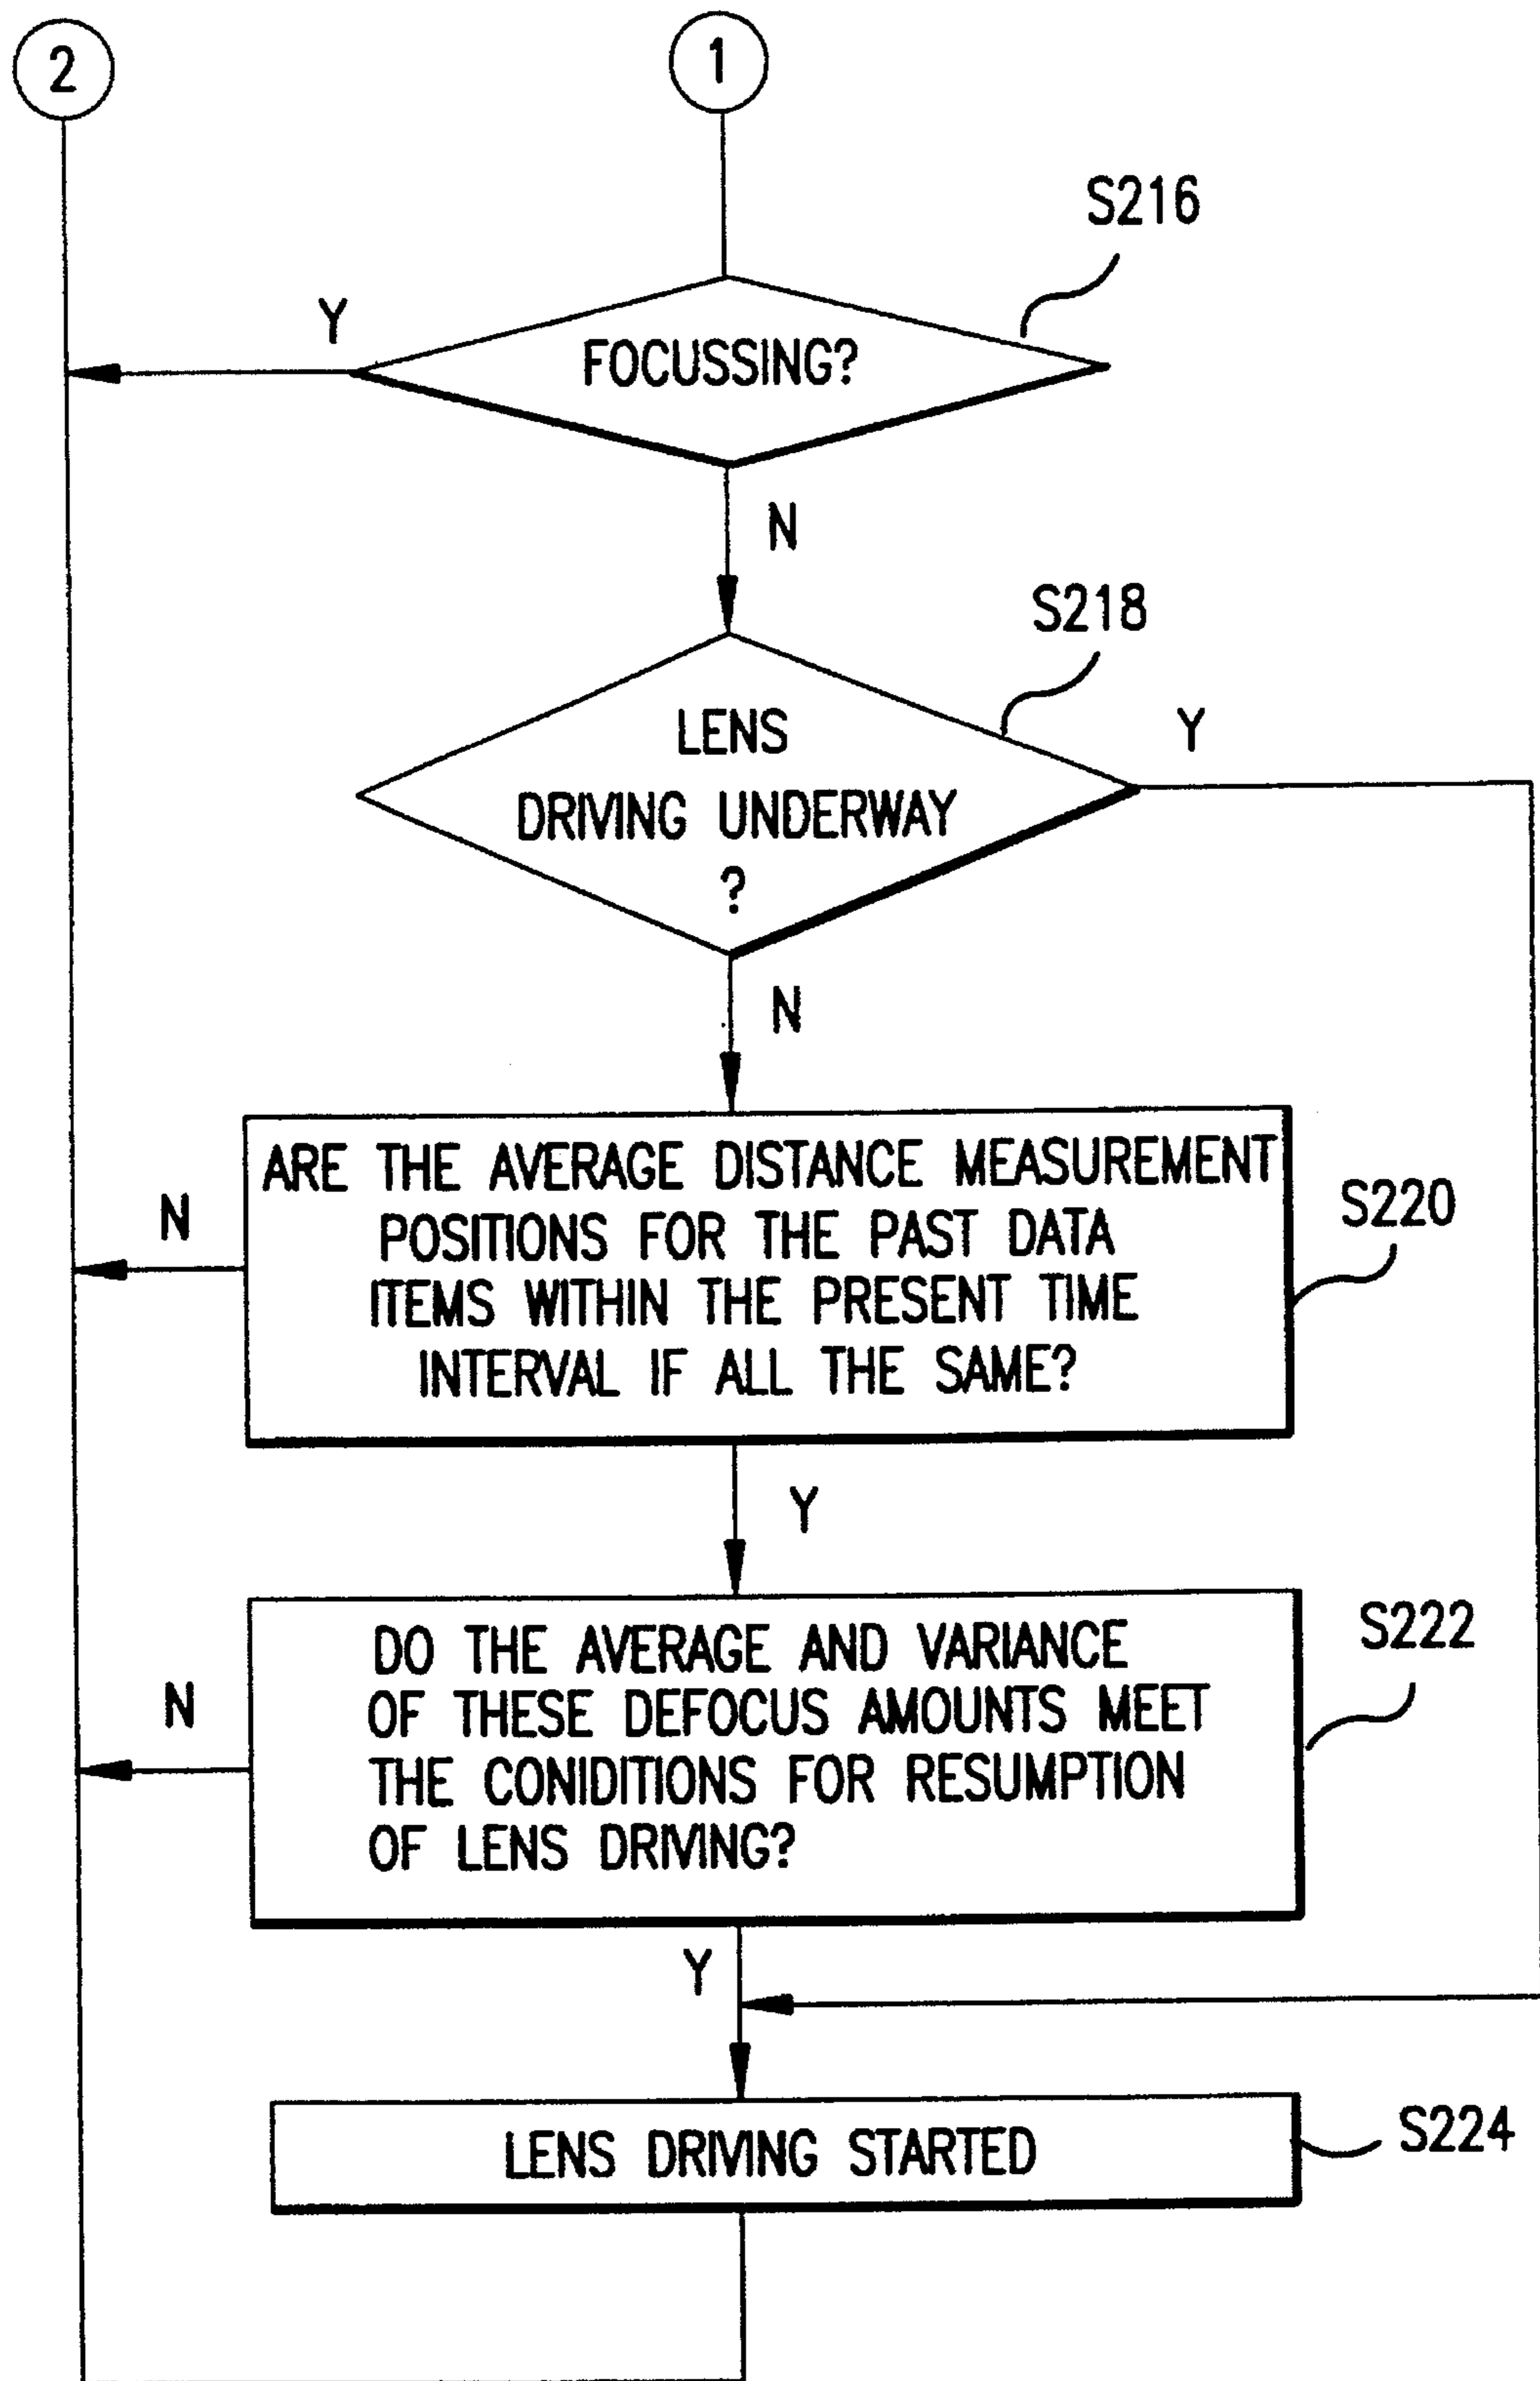 2
1
S216
Y
FOCUSSING?
N
S218
LENS
Y
DRIVING UNDERWAY
?
N
ARE THE AVERAGE DISTANCE MEASUREMENT
POSITIONS FOR THE PAST DATA
ITEMS WITHIN THE PRESENT TIME
INTERVAL IF ALL THE SAME?
N
S220
Y
DO THE AVERAGE AND VARIANCE
OF THESE DEFOCUS AMOUNTS MEET
THE CONIDITIONS FOR RESUMPTION
OF LENS DRIVING?
N
S222
Y
LENS DRIVING STARTED
S224